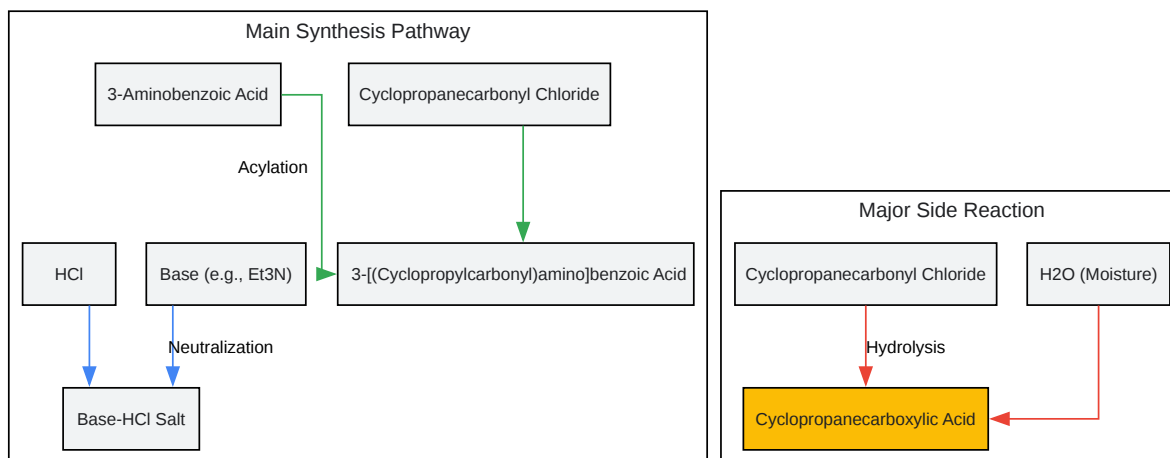 Main Synthesis Pathway
3-Aminobenzoic Acid
Cyclopropanecarbonyl Chloride
Acylation
HCl
Base (e.g., Et3N)
3-[(Cyclopropylcarbonyl)amino]benzoic Acid
Neutralization
Base-HCl Salt
Major Side Reaction
Cyclopropanecarbonyl Chloride
H2O (Moisture)
Hydrolysis
Cyclopropanecarboxylic Acid